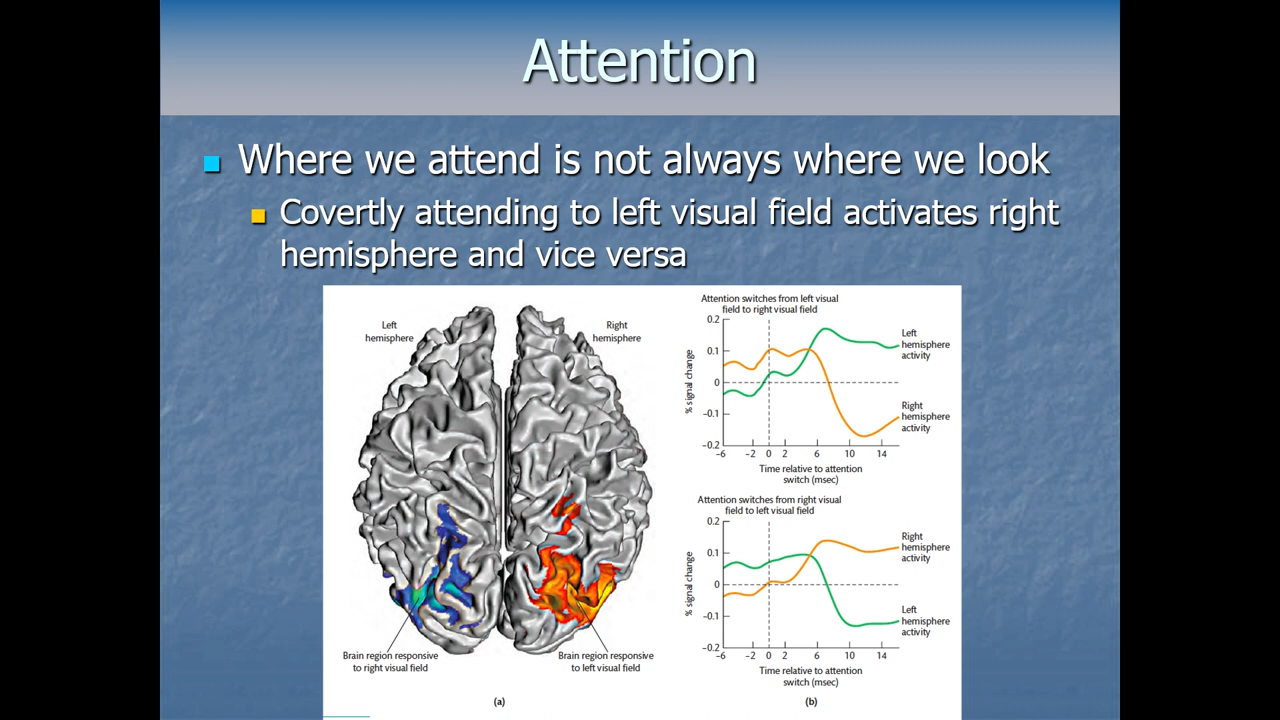 Attention
Where we attend is not always where we look
Covertly attending to left visual field activates right
hemisphere and vice versa
Left
hemisphere
Right
hemisphere
Brain region responsive
to right visual field
Brain region responsive
to left visual field
(a)
Attention switches from left visual
field to right visual field
% signal change
0.2
0.1
0
–0.1
–0.2
–6
–2
0
2
6
10
14
Time relative to attention
switch (msec)
Left
hemisphere
activity
Right
hemisphere
activity
Attention switches from right visual
field to left visual field
% signal change
0.2
0.1
0
–0.1
–0.2
–6
–2
0
2
6
10
14
Time relative to attention
switch (msec)
Right
hemisphere
activity
Left
hemisphere
activity
(b)